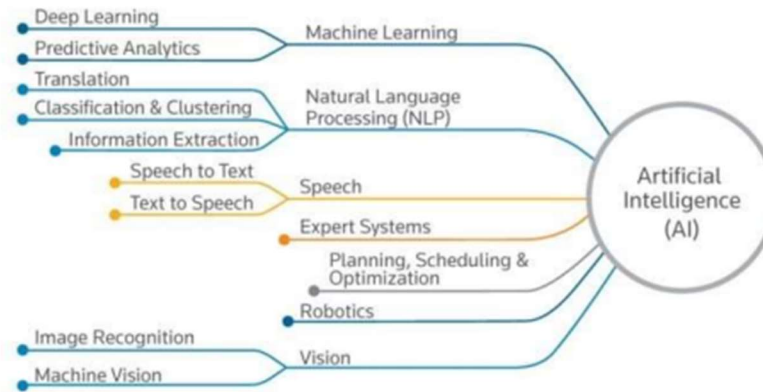 Deep Learning
Machine Learning
Predictive Analytics
Translation
Natural Language
Processing (NLP)
Classification & Clustering
Information Extraction
Speech to Text
Speech
Text to Speech
Expert Systems
Planning, Scheduling &
Optimization
Robotics
Image Recognition
Vision
Machine Vision
Artificial
Intelligence
(AI)